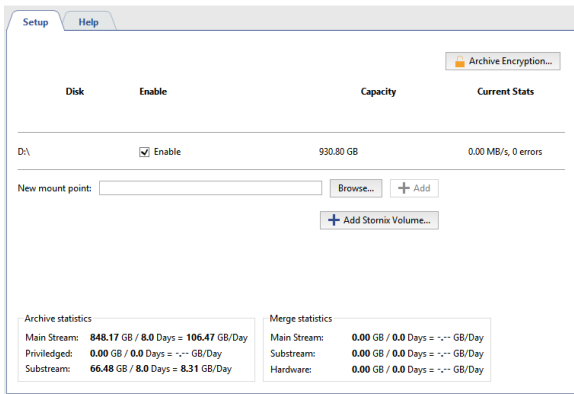 Setup Help
Archive Encryption...
Disk Enable Capacity Current Stats
D:\ Enable 930.80 GB 0.00 MB/s, 0 errors
New mount point: Browse... Add
Add Stornix Volume...
Archive statistics
Main Stream: 848.17 GB / 8.0 Days = 106.47 GB/Day
Priviledged: 0.00 GB / 0.0 Days = -.-- GB/Day
Substream: 66.48 GB / 8.0 Days = 8.31 GB/Day
Merge statistics
Main Stream: 0.00 GB / 0.0 Days = -.-- GB/Day
Substream: 0.00 GB / 0.0 Days = -.-- GB/Day
Hardware: 0.00 GB / 0.0 Days = -.-- GB/Day